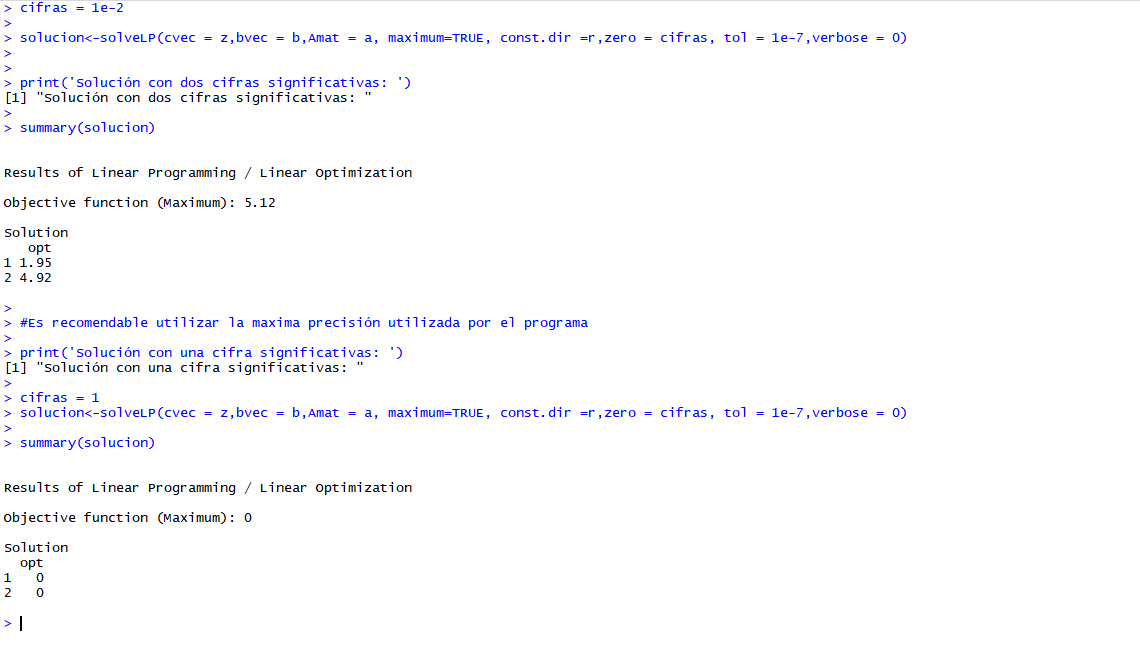 > cifras = 1e-2
>
> solucion<-solveLP(cvec = z,bvec = b,Amat = a, maximum=TRUE, const.dir =r,zero = cifras, tol = 1e-7,verbose = 0)
>
>
> print('Solución con dos cifras significativas: ')
[1] "Solución con dos cifras significativas: "
>
> summary(solucion)
Results of Linear Programming / Linear Optimization
Objective function (Maximum): 5.12
Solution
opt
1 1.95
2 4.92
>
> #Es recomendable utilizar la maxima precisión utilizada por el programa
>
> print('Solución con una cifra significativas: ')
[1] "Solución con una cifra significativas: "
>
> cifras = 1
> solucion<-solveLP(cvec = z,bvec = b,Amat = a, maximum=TRUE, const.dir =r,zero = cifras, tol = 1e-7,verbose = 0)
>
> summary(solucion)
Results of Linear Programming / Linear Optimization
Objective function (Maximum): 0
Solution
opt
1 0
2 0
>